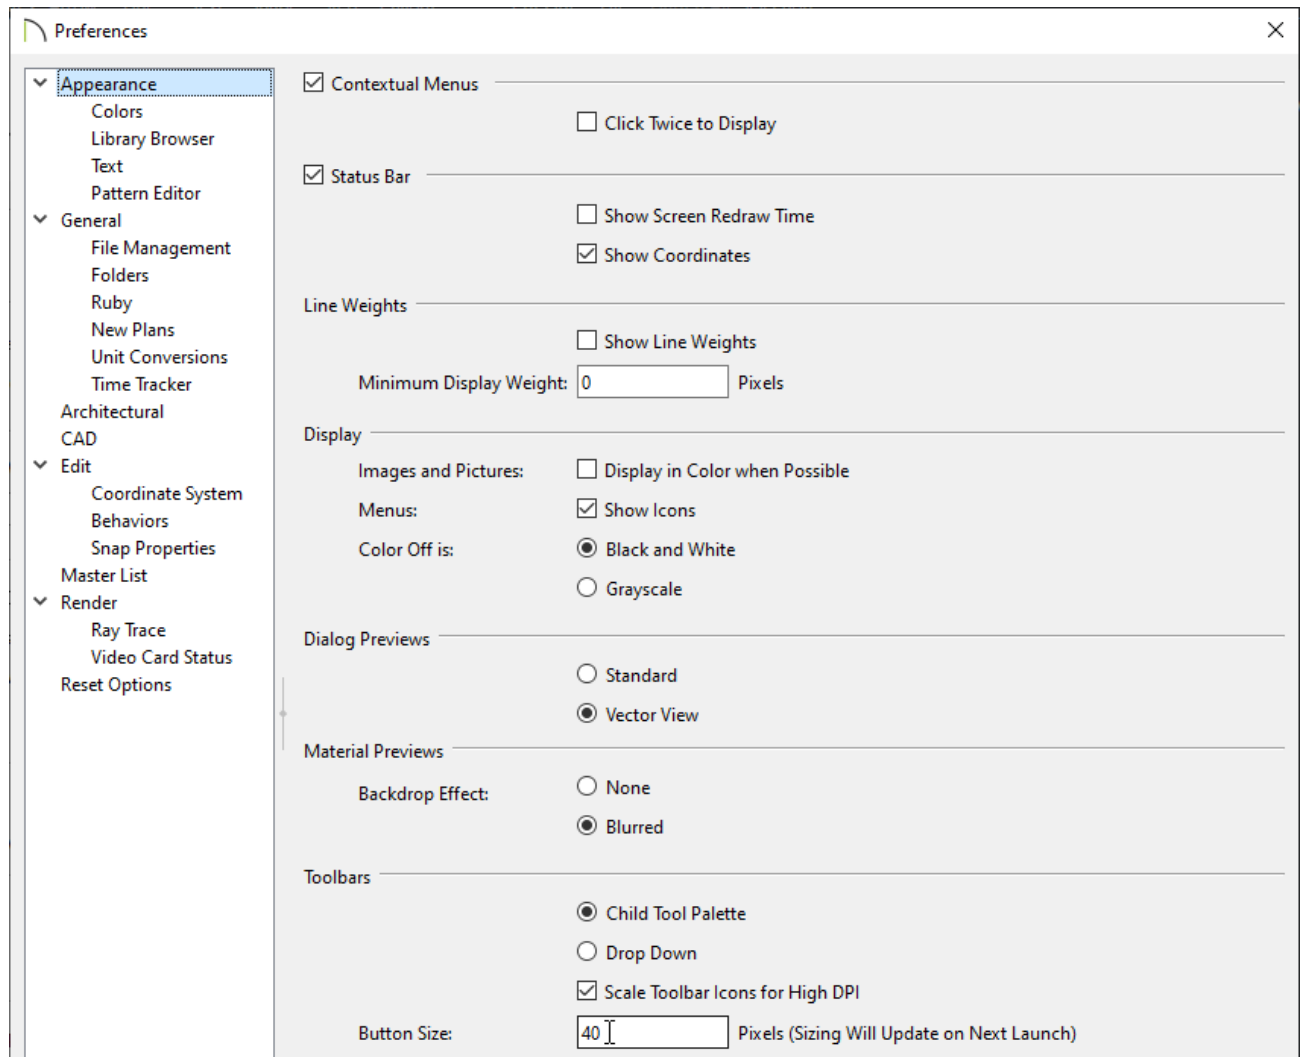 Preferences
Appearance
Colors
Library Browser
Text
Pattern Editor
General
File Management
Folders
Ruby
New Plans
Unit Conversions
Time Tracker
Architectural
CAD
Edit
Coordinate System
Behaviors
Snap Properties
Master List
Render
Ray Trace
Video Card Status
Reset Options
Contextual Menus
Click Twice to Display
Status Bar
Show Screen Redraw Time
Show Coordinates
Line Weights
Show Line Weights
Minimum Display Weight: 0 Pixels
Display
Images and Pictures: Display in Color when Possible
Menus: Show Icons
Color Off is: Black and White
Grayscale
Dialog Previews
Standard
Vector View
Material Previews
Backdrop Effect: None
Blurred
Toolbars
Child Tool Palette
Drop Down
Scale Toolbar Icons for High DPI
Button Size: 40 Pixels (Sizing Will Update on Next Launch)